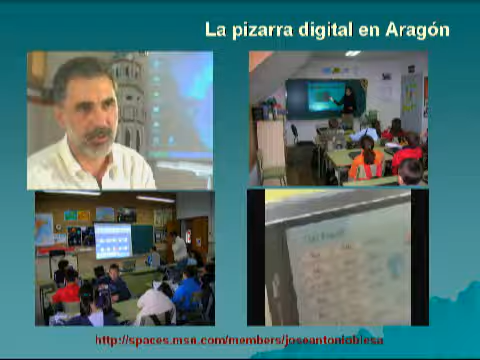 La pizarra digital en Aragón
http://spaces.msn.com/members/joseantonioblesa